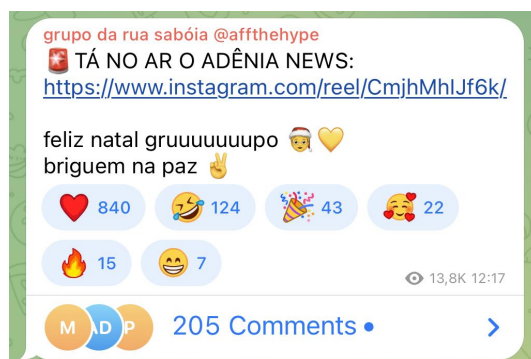 grupo da rua sabóia @affthehype
🚨 TÁ NO AR O ADÊNIA NEWS:
https://www.instagram.com/reel/CmjhMhIJf6k/
feliz natal gruuuuuuupo 🧑‍🎄💛
briguem na paz ✌️
❤️ 840 🤣 124 🎉 43 🥰 22
🔥 15 😁 7
13,8K 12:17
M D P 205 Comments